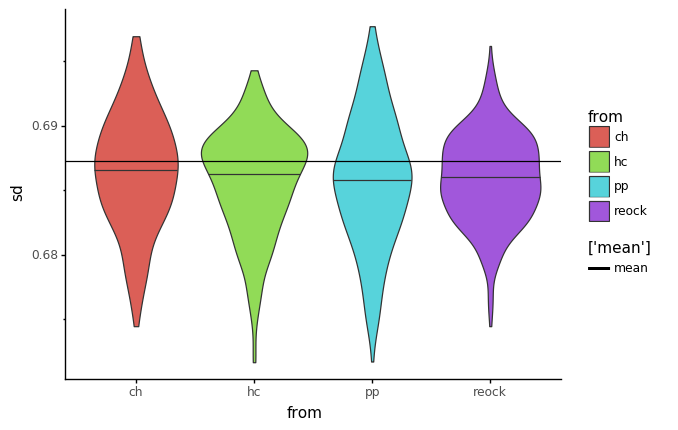 0.69
0.68
sd
ch
hc
pp
reock
from
from
ch
hc
pp
reock
['mean']
mean